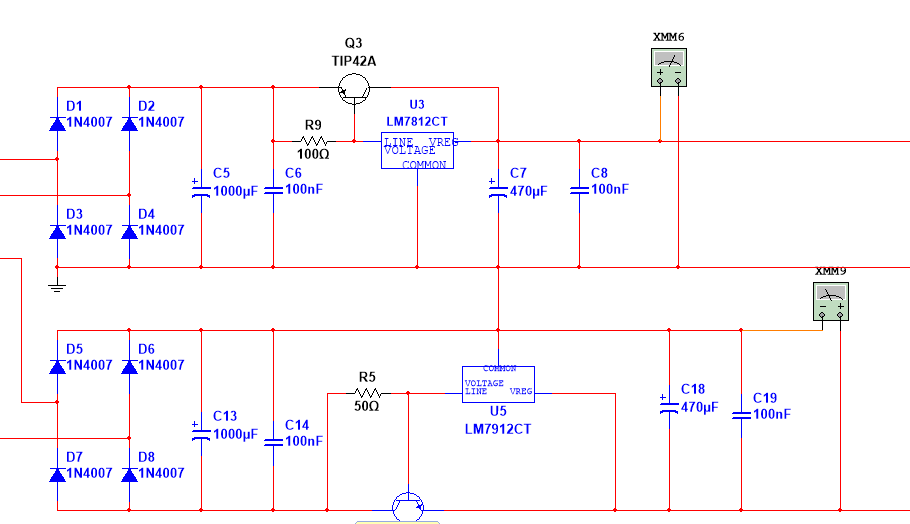 XMM6
Q3
TIP42A
D1
1N4007
D2
1N4007
U3
LM7812CT
R9
100Ω
LINE VREG
VOLTAGE
COMMON
C5
1000µF
C6
100nF
C7
470µF
C8
100nF
D3
1N4007
D4
1N4007
XMM9
D5
1N4007
D6
1N4007
R5
50Ω
COMMON
VOLTAGE
LINE VREG
U5
LM7912CT
C13
1000µF
C14
100nF
C18
470µF
C19
100nF
D7
1N4007
D8
1N4007